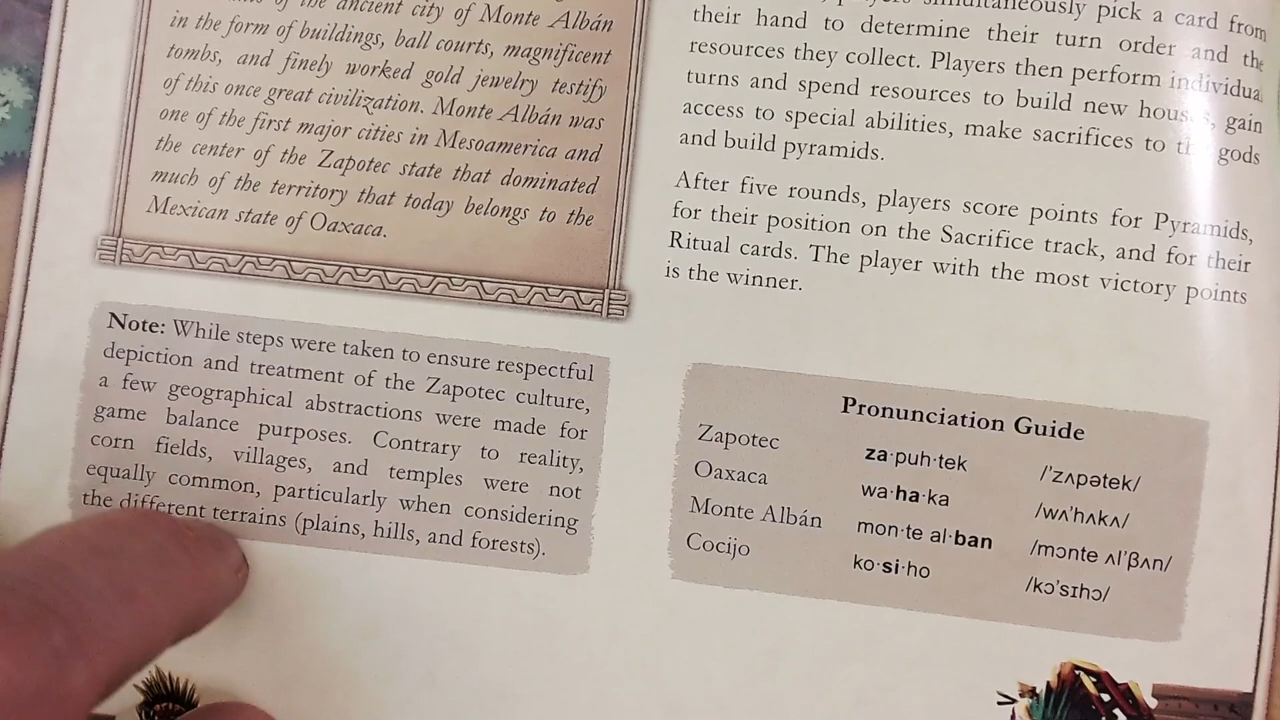 of the ancient city of Monte Albán
in the form of buildings, ball courts, magnificent
tombs, and finely worked gold jewelry testify
of this once great civilization. Monte Albán was
one of the first major cities in Mesoamerica and
the center of the Zapotec state that dominated
much of the territory that today belongs to the
Mexican state of Oaxaca.
Note: While steps were taken to ensure respectful
depiction and treatment of the Zapotec culture,
a few geographical abstractions were made for
game balance purposes. Contrary to reality,
corn fields, villages, and temples were not
equally common, particularly when considering
the different terrains (plains, hills, and forests).
simultaneously pick a card from
their hand to determine their turn order and the
resources they collect. Players then perform individual
turns and spend resources to build new houses, gain
access to special abilities, make sacrifices to the gods
and build pyramids.
After five rounds, players score points for Pyramids,
for their position on the Sacrifice track, and for their
Ritual cards. The player with the most victory points
is the winner.
Pronunciation Guide
Zapotec za·puh·tek /'zʌpətek/
Oaxaca wa·ha·ka /wʌ'hʌkʌ/
Monte Albán mon·te al·ban /mɔnte ʌl'βʌn/
Cocijo ko·si·ho /kɔ'sɪhɔ/